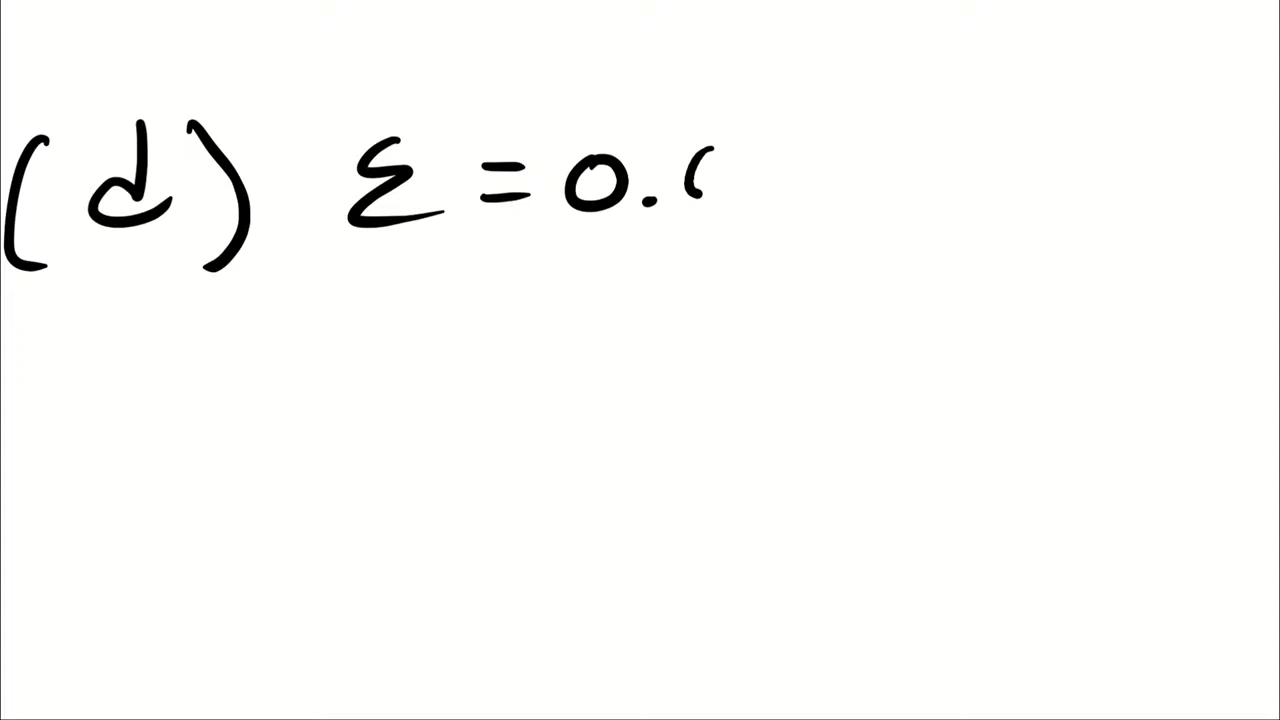 (d) ε = 0.